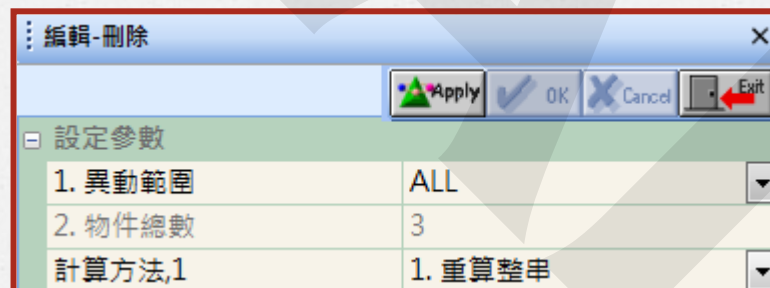 編輯-刪除
Apply OK Cancel Exit
設定參數
1. 異動範圍 ALL
2. 物件總數 3
計算方法,1 1. 重算整串